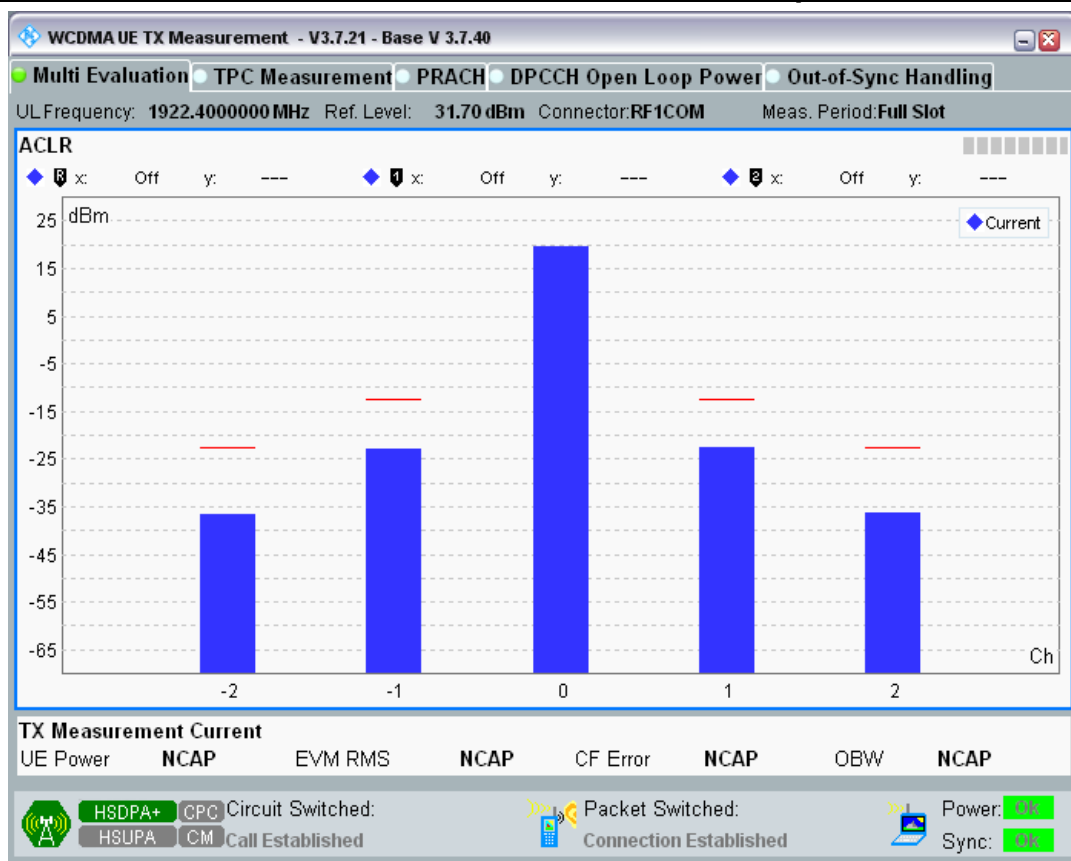 WCDMA UE TX Measurement - V3.7.21 - Base V 3.7.40
Multi Evaluation TPC Measurement PRACH DPCCH Open Loop Power Out-of-Sync Handling
UL Frequency: 1922.4000000 MHz Ref. Level: 31.70 dBm Connector:RF1COM Meas. Period:Full Slot
ACLR
R x: Off y: --- 1 x: Off y: --- 2 x: Off y: ---
dBm
Current
25
15
5
-5
-15
-25
-35
-45
-55
-65
Ch
-2 -1 0 1 2
TX Measurement Current
UE Power NCAP EVM RMS NCAP CF Error NCAP OBW NCAP
HSDPA+ CPC Circuit Switched: Packet Switched: Power: Ok
HSUPA CM Call Established Connection Established Sync: Ok